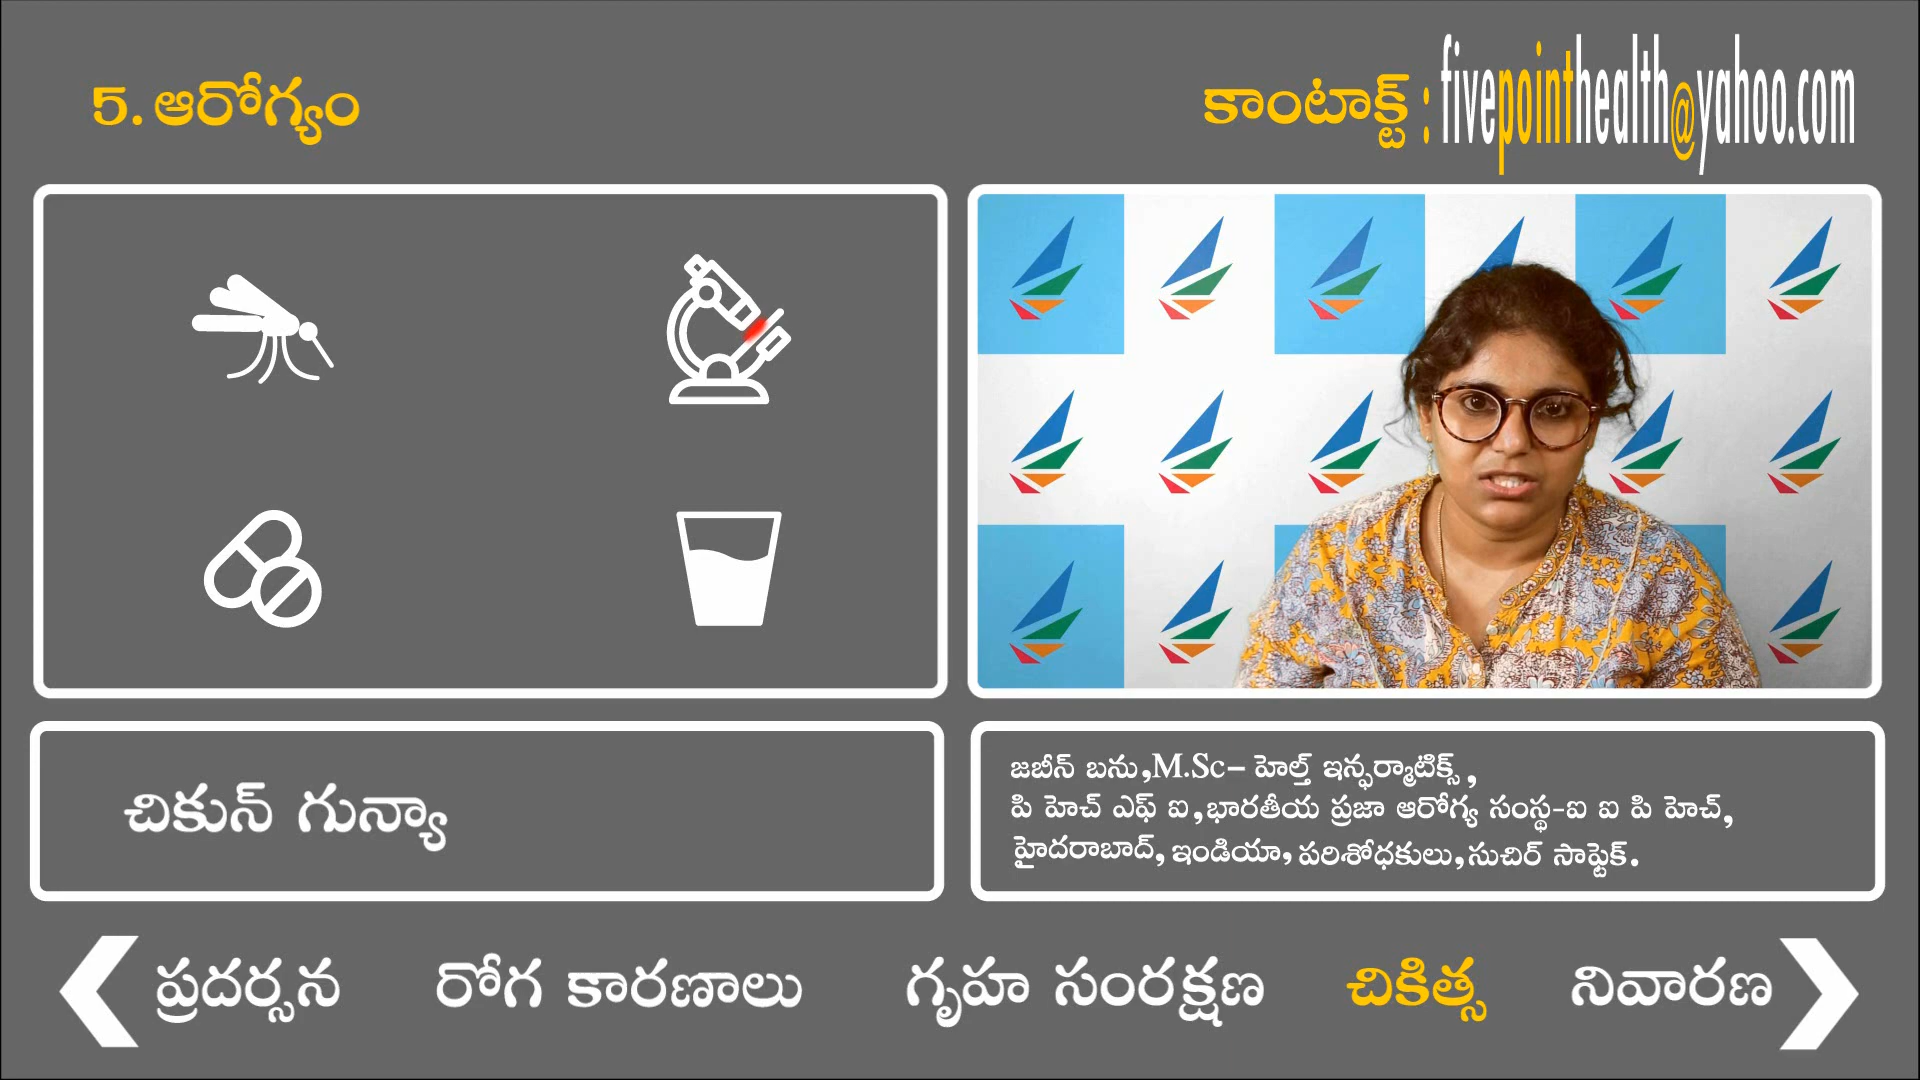 5. ఆరోగ్యం
కాంటాక్ట్ : fivepointhealth@yahoo.com
చికున్ గున్యా
జబీన్ బను,M.Sc– హెల్త్ ఇన్ఫర్మాటిక్స్,
పి హెచ్ ఎఫ్ ఐ,భారతీయ ప్రజా ఆరోగ్య సంస్థ-ఐ ఐ పి హెచ్,
హైదరాబాద్, ఇండియా, పరిశోధకులు,సుచిర్ సాఫ్టెక్.
ప్రదర్సన రోగ కారణాలు గృహ సంరక్షణ చికిత్స నివారణ